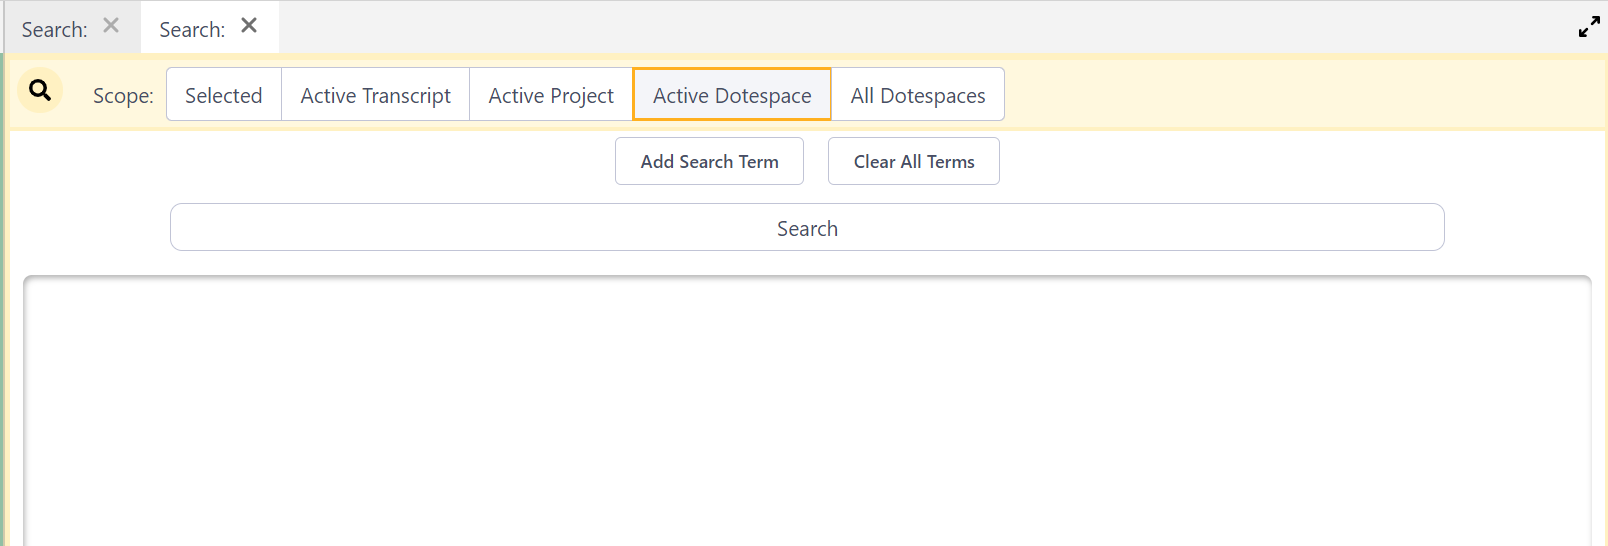 Search: Search:
Scope: Selected Active Transcript Active Project Active Dotespace All Dotespaces
Add Search Term Clear All Terms
Search